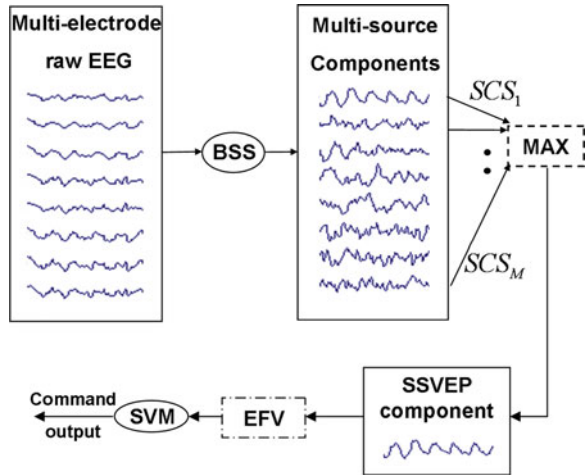 Multi-electrode
raw EEG
BSS
Multi-source
Components
SCS1
MAX
SCSM
SSVEP
component
EFV
SVM
Command
output